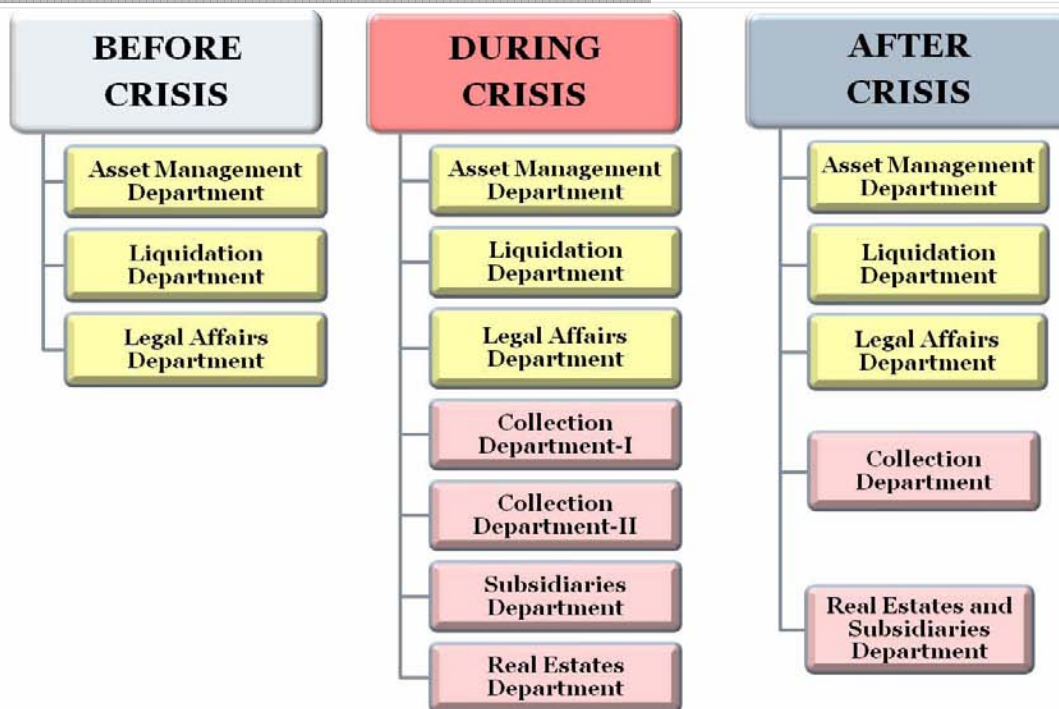 BEFORE
CRISIS
Asset Management
Department
Liquidation
Department
Legal Affairs
Department
DURING
CRISIS
Asset Management
Department
Liquidation
Department
Legal Affairs
Department
Collection
Department-I
Collection
Department-II
Subsidiaries
Department
Real Estates
Department
AFTER
CRISIS
Asset Management
Department
Liquidation
Department
Legal Affairs
Department
Collection
Department
Real Estates and
Subsidiaries
Department